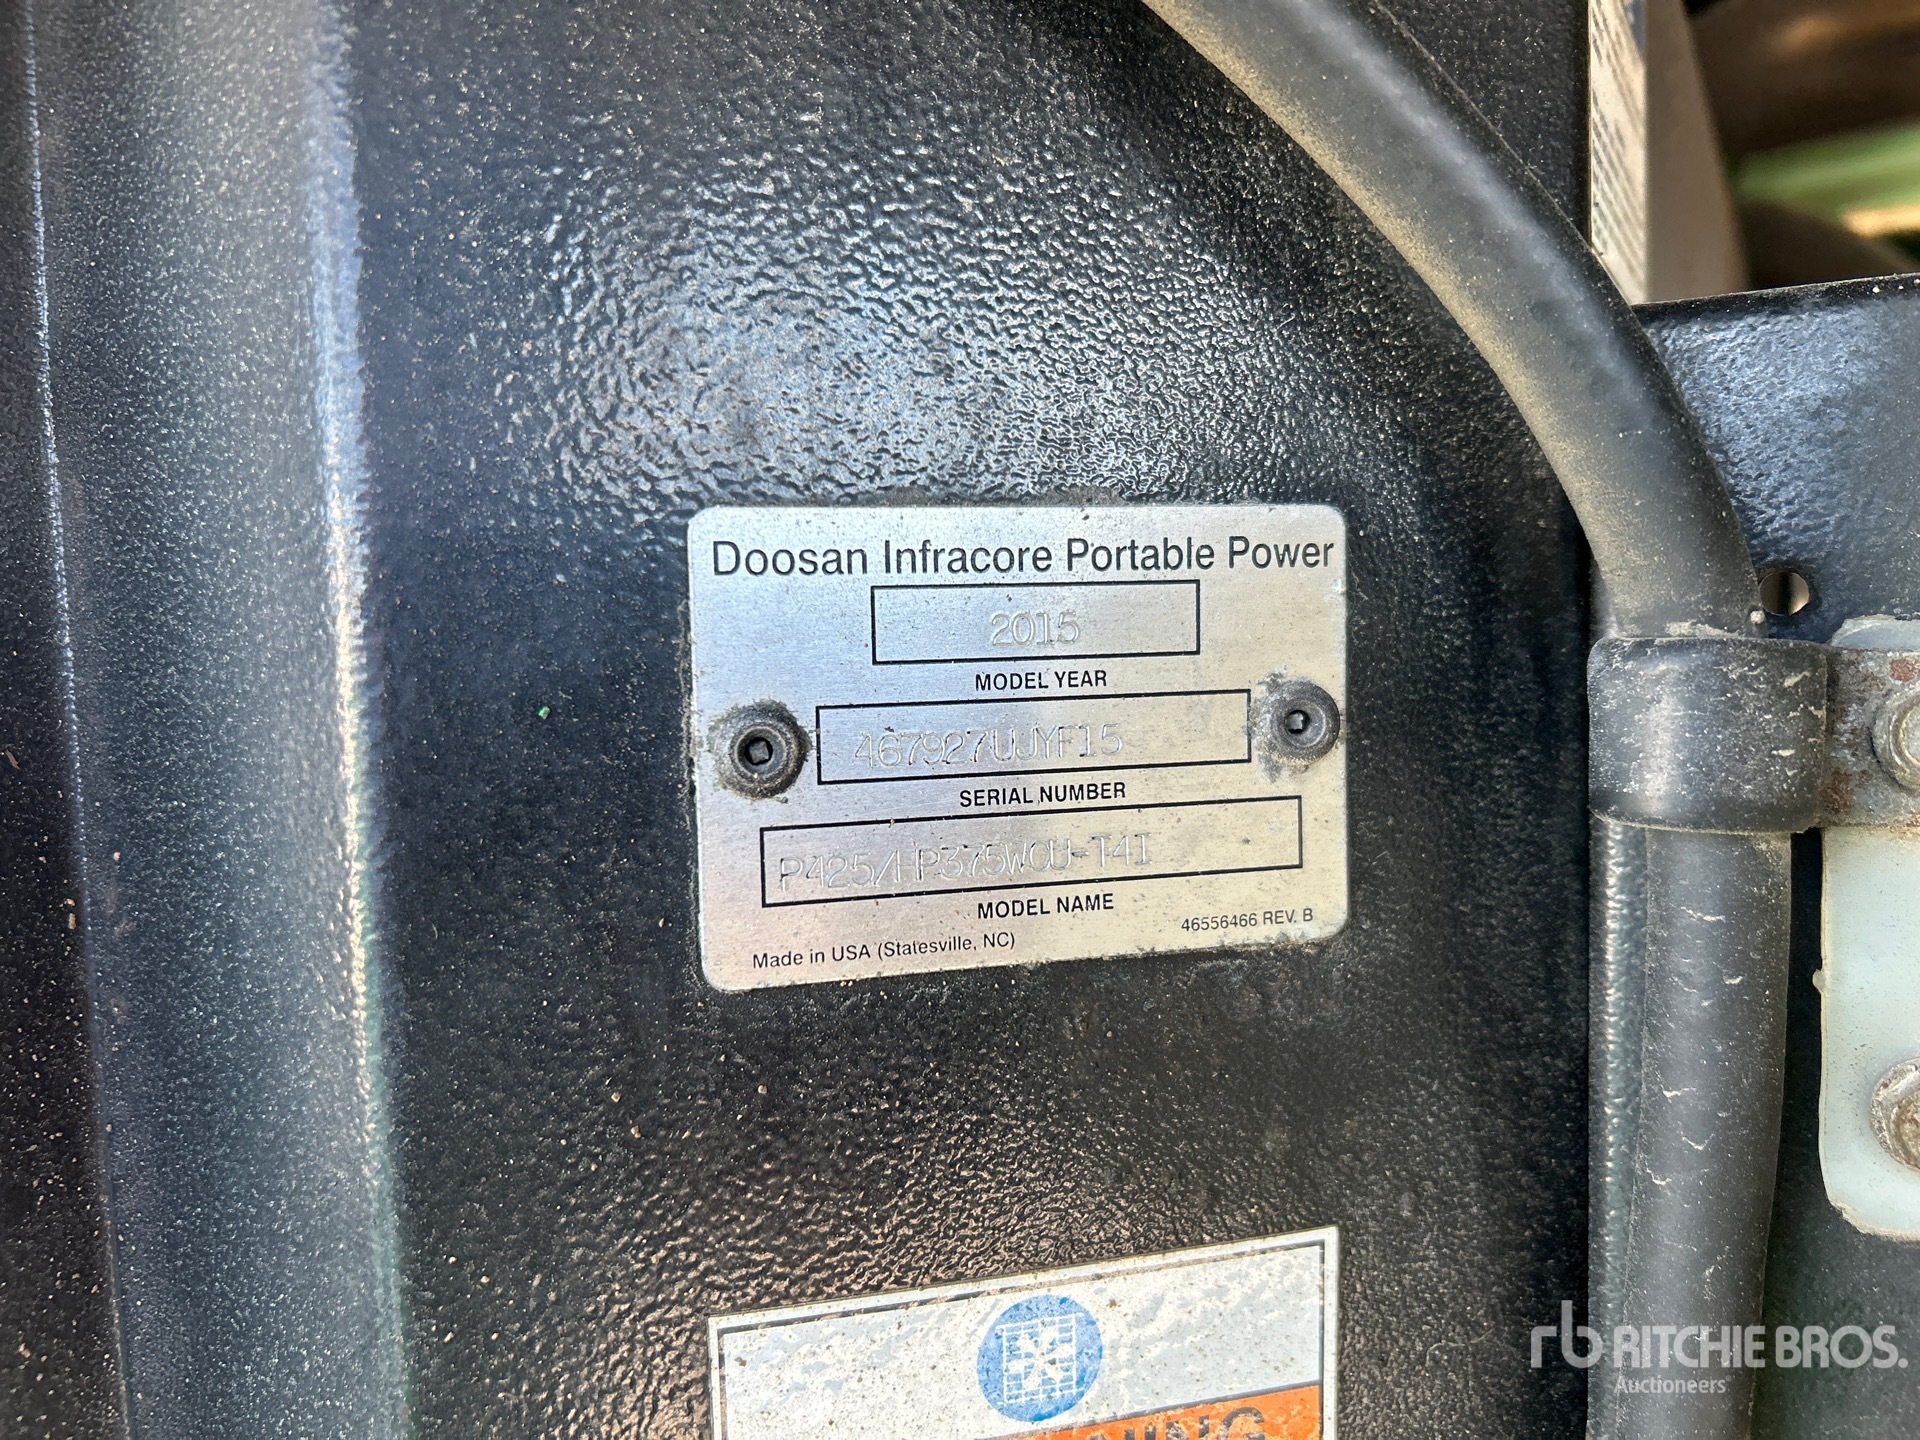 Doosan Infracore Portable Power
2015
MODEL YEAR
467927UJYF15
SERIAL NUMBER
P425/HP375WCU-T4I
MODEL NAME
46556466 REV. B
Made in USA (Statesville, NC)
rb RITCHIE BROS.
Auctioneers